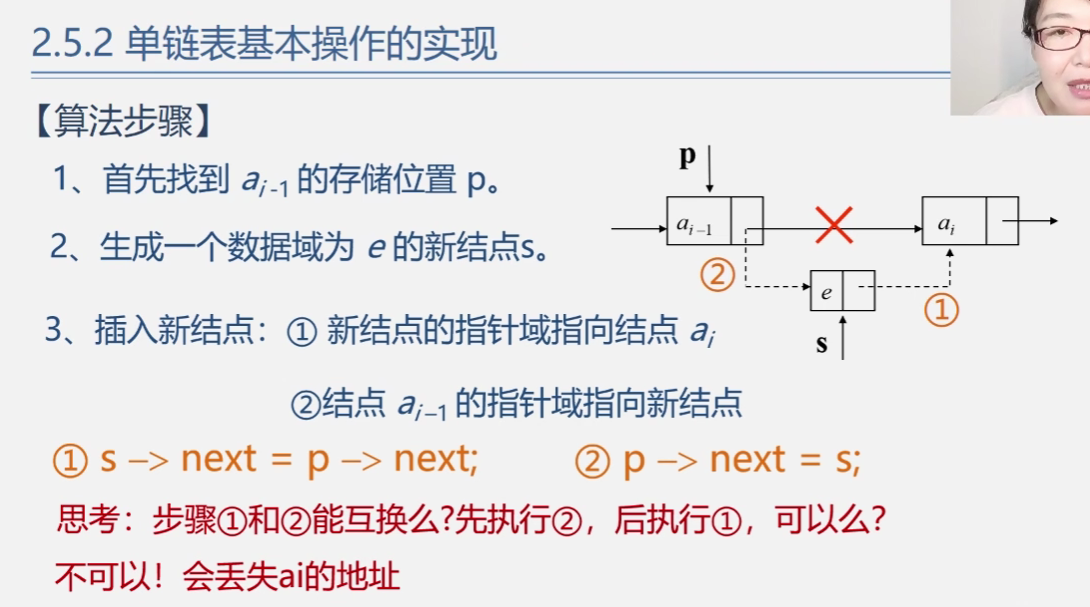 2.5.2 单链表基本操作的实现
【算法步骤】
1、首先找到 aᵢ₋₁ 的存储位置 p。
2、生成一个数据域为 e 的新结点s。
3、插入新结点：① 新结点的指针域指向结点 aᵢ
②结点 aᵢ₋₁ 的指针域指向新结点
p
aᵢ₋₁
aᵢ
②
e
①
s
① s –> next = p –> next; ② p –> next = s;
思考：步骤①和②能互换么?先执行②，后执行①，可以么?
不可以！会丢失ai的地址